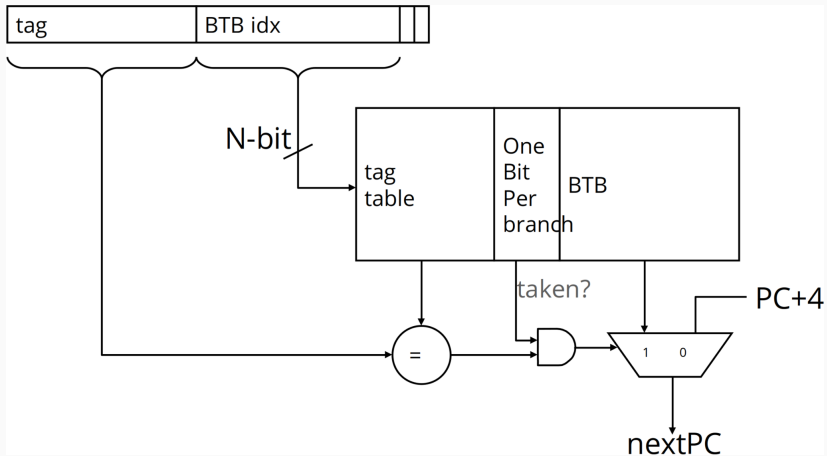 tag
BTB idx
N-bit
tag
table
One
Bit
Per
branch
BTB
taken?
PC+4
=
1 0
nextPC